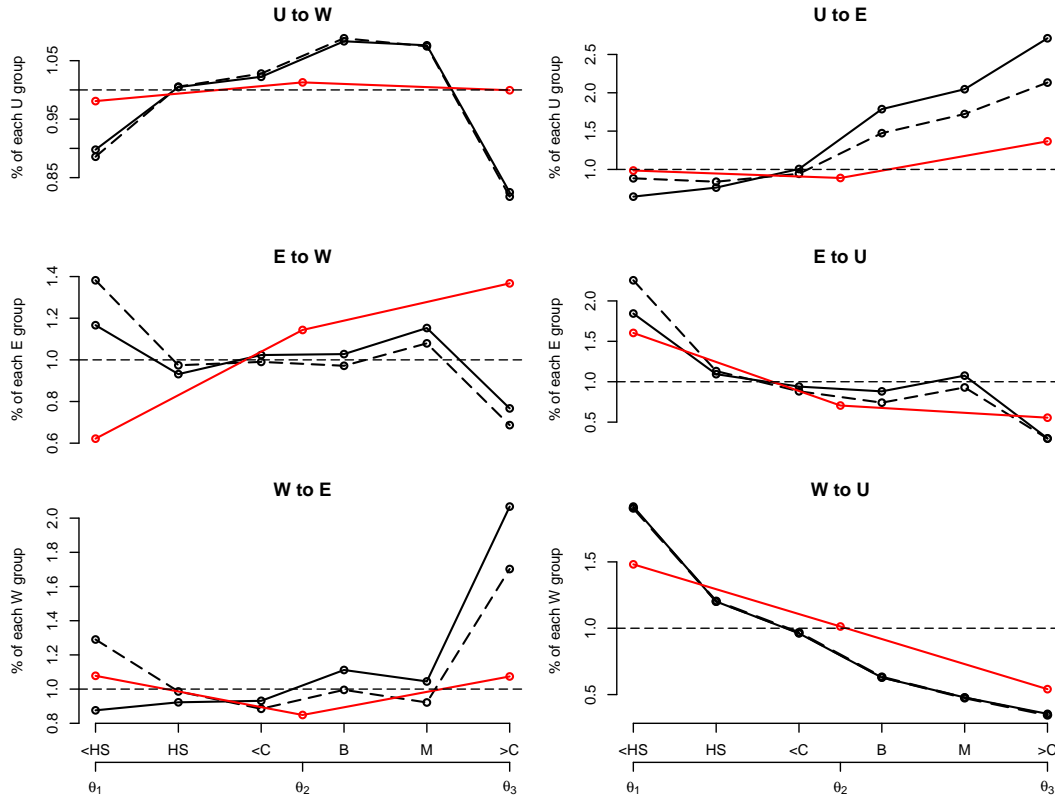 U to W
% of each U group
1.05
0.95
0.85
U to E
% of each U group
2.5
2.0
1.5
1.0
E to W
% of each E group
1.4
1.2
1.0
0.8
0.6
E to U
% of each E group
2.0
1.5
1.0
0.5
W to E
% of each W group
2.0
1.8
1.6
1.4
1.2
1.0
0.8
<HS HS <C B M >C
θ1 θ2 θ3
W to U
% of each W group
1.5
1.0
0.5
<HS HS <C B M >C
θ1 θ2 θ3